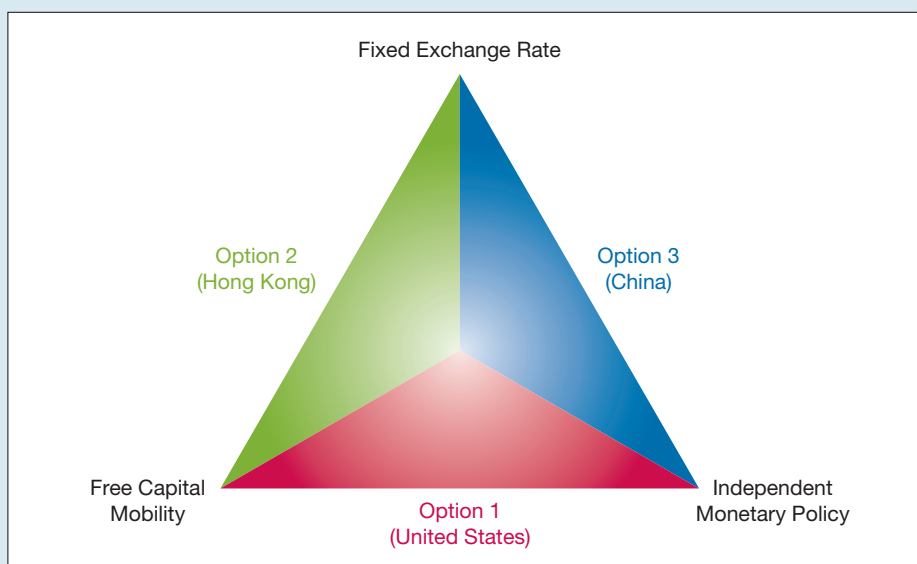 Fixed Exchange Rate
Option 2
(Hong Kong)
Option 3
(China)
Free Capital
Mobility
Option 1
(United States)
Independent
Monetary Policy